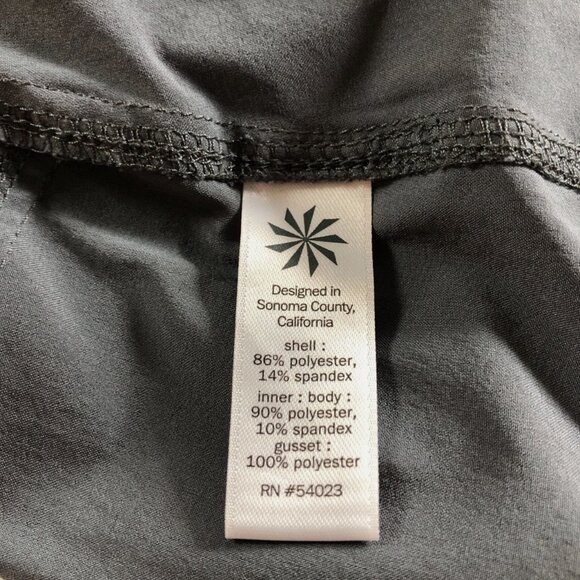 Designed in
Sonoma County,
California
shell :
86% polyester,
14% spandex
inner : body :
90% polyester,
10% spandex
gusset :
100% polyester
RN #54023